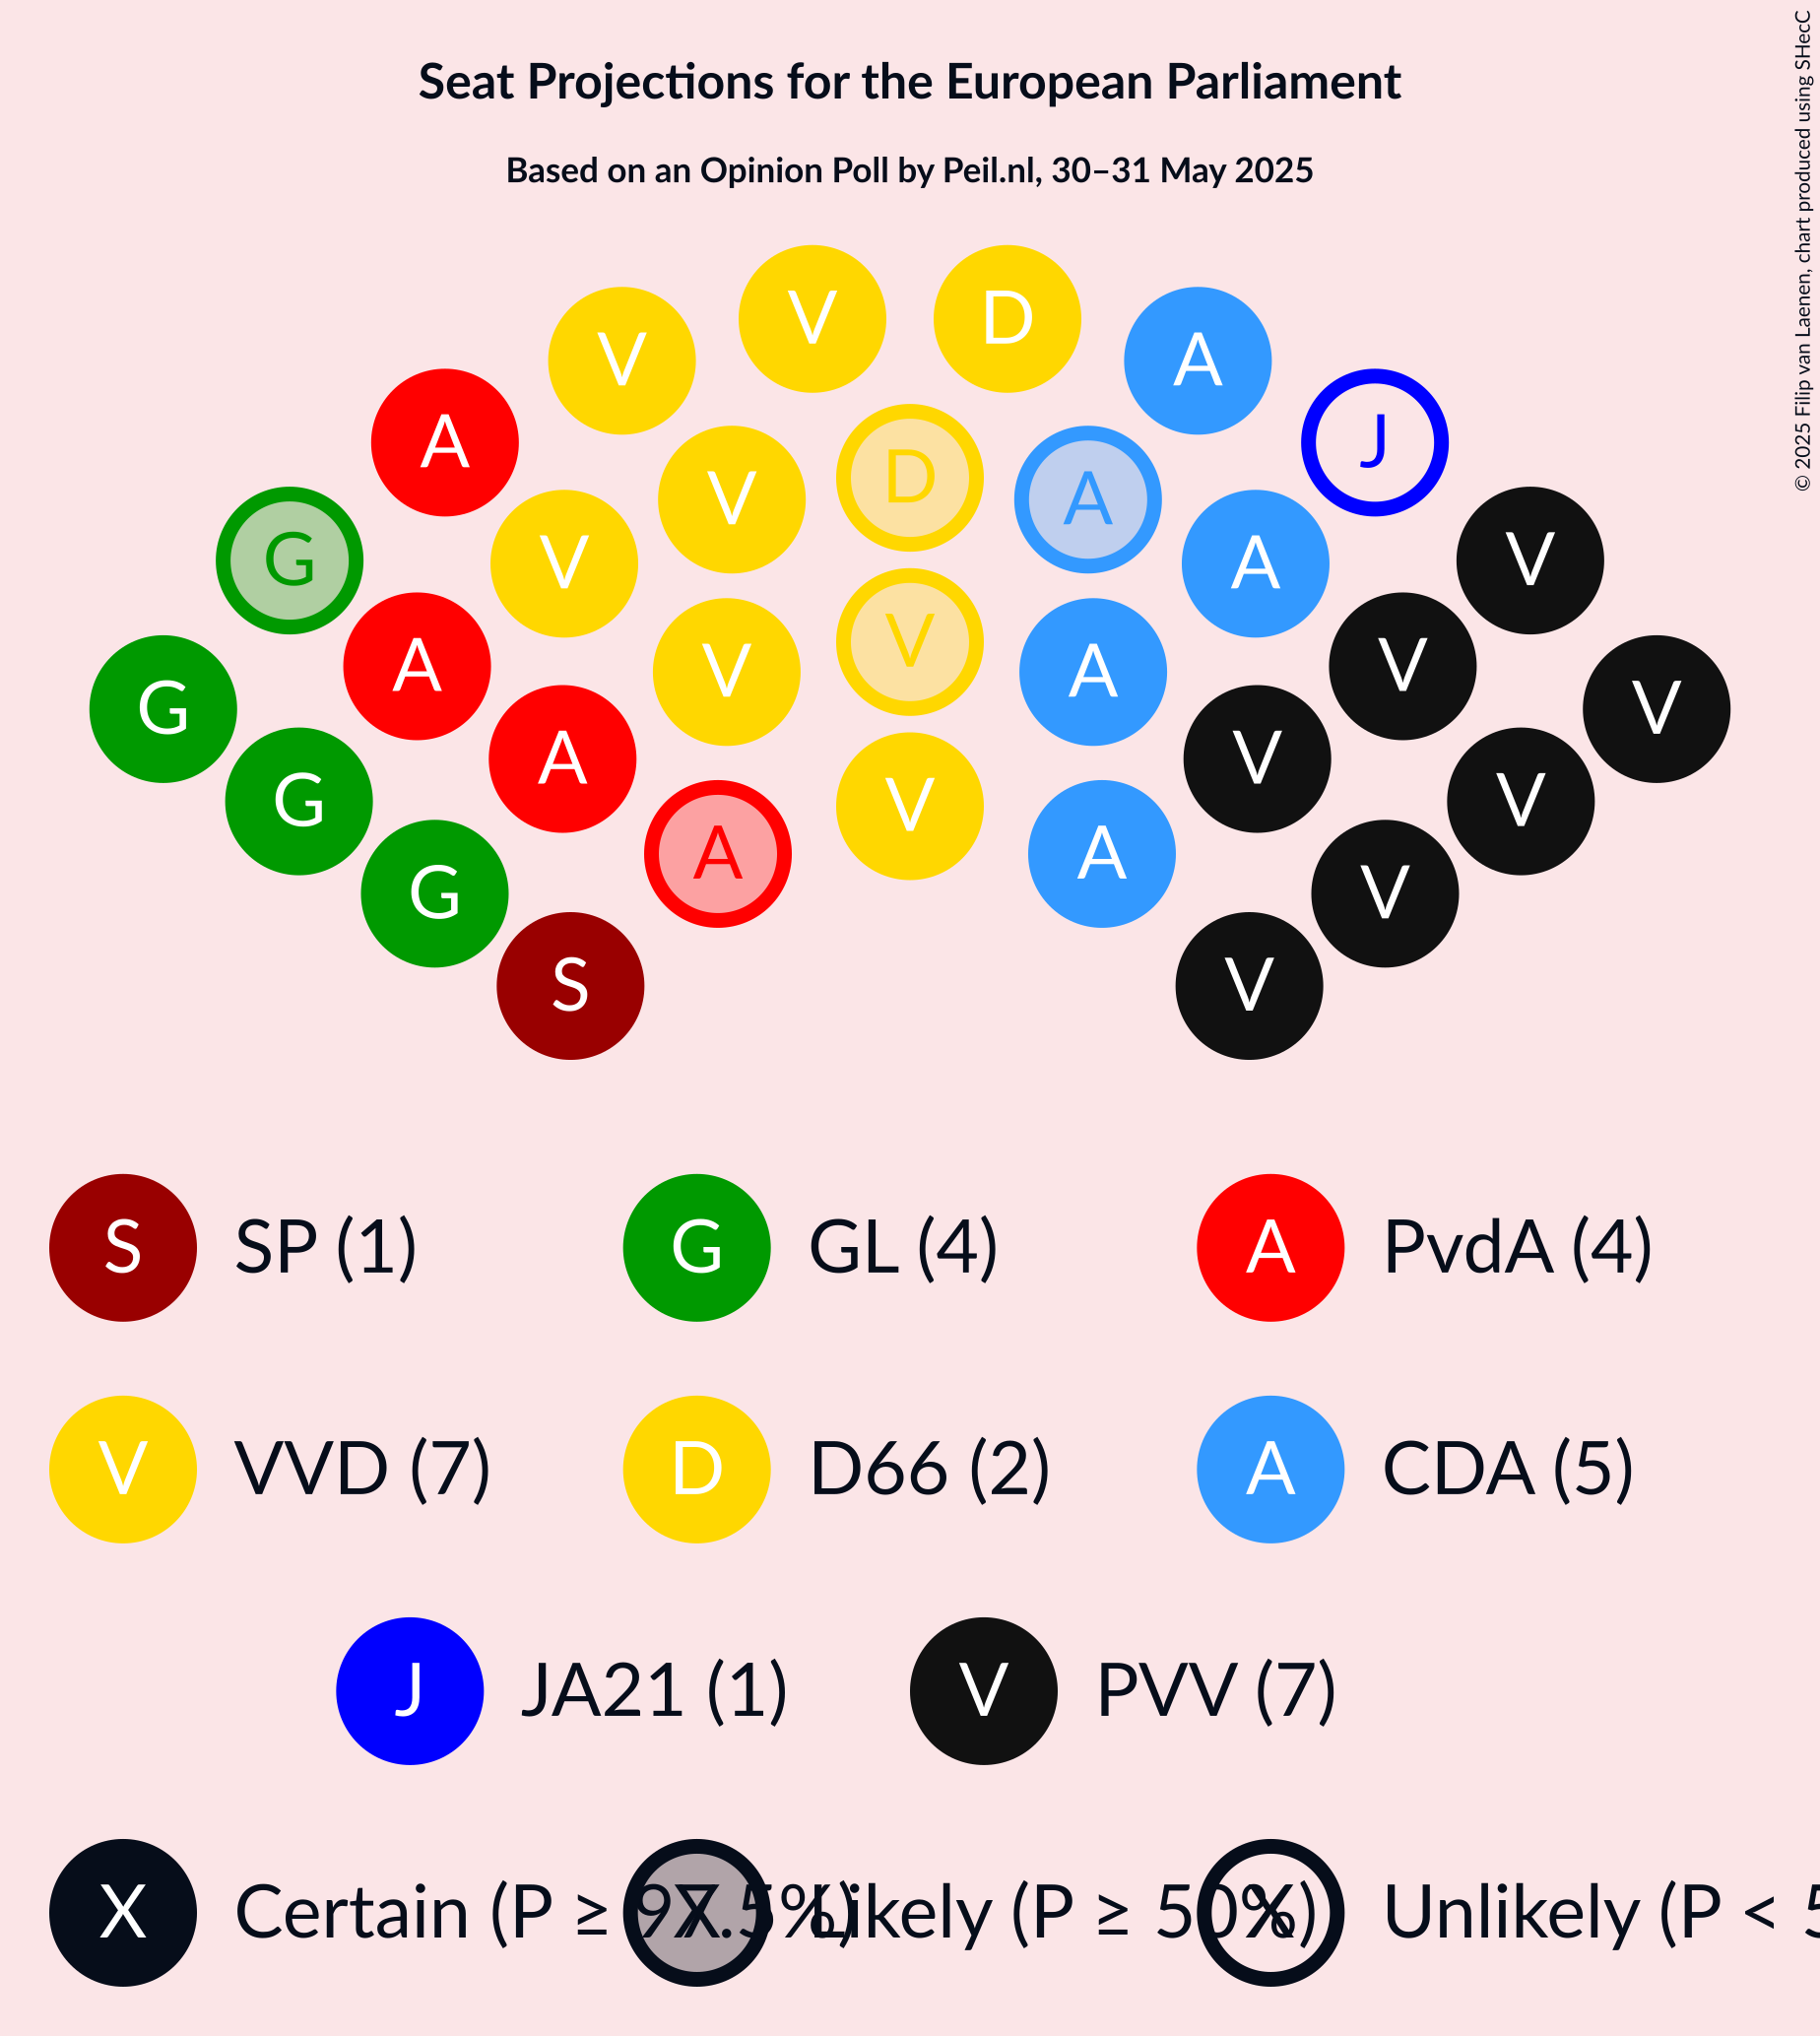 Seat Projections for the European Parliament
Based on an Opinion Poll by Peil.nl, 30–31 May 2025
© 2025 Filip van Laenen, chart produced using SHecC
V V D
V A
A J
D
V A
G V A V
A V
V V A
G V
A V
G V A V
A A
G V
S V
S SP (1) G GL (4) A PvdA (4)
V VVD (7) D D66 (2) A CDA (5)
J JA21 (1) V PVV (7)
X Certain (P ≥ 97.5%) X Likely (P ≥ 50%) X Unlikely (P < 5